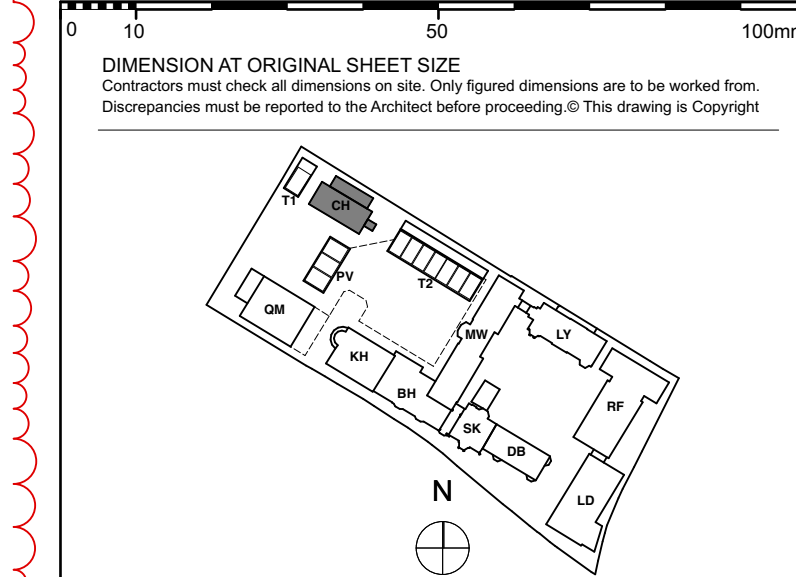 0 10 50 100mm
DIMENSION AT ORIGINAL SHEET SIZE
Contractors must check all dimensions on site. Only figured dimensions are to be worked from.
Discrepancies must be reported to the Architect before proceeding.© This drawing is Copyright
T1
CH
PV
T2
QM
MW
LY
KH
BH
RF
SK
DB
LD
N